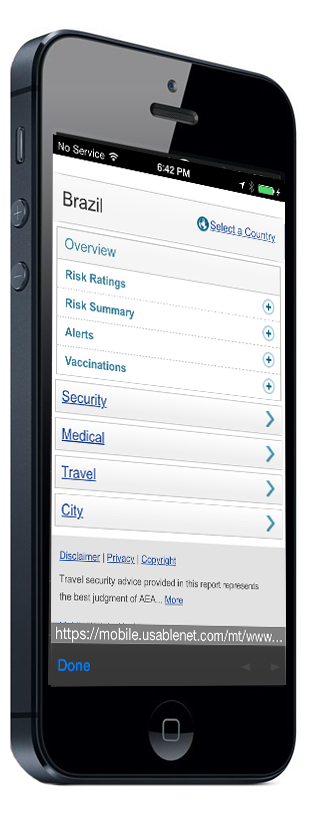 No Service 6:42 PM
Brazil
Select a Country
Overview
Risk Ratings
Risk Summary
Alerts
Vaccinations
Security
Medical
Travel
City
Disclaimer | Privacy | Copyright
Travel security advice provided in this report represents
the best judgment of AEA... More
https://mobile.usablenet.com/mt/www...
Done